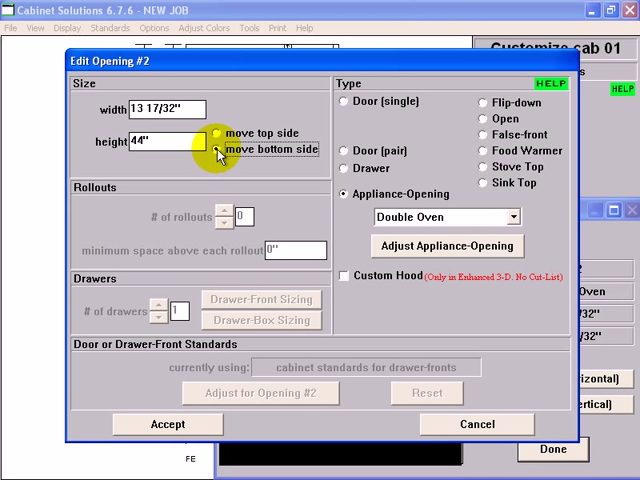 Cabinet Solutions 6.7.6 - NEW JOB
File View Display Standards Options Adjust Colors Tools Print Help
Customize cab 01
Edit Opening #2
Size
width 13 17/32"
height 44"
move top side
move bottom side
Rollouts
# of rollouts 0
minimum space above each rollout 0"
Drawers
# of drawers 1
Drawer-Front Sizing
Drawer-Box Sizing
Type
HELP
Door (single)
Door (pair)
Drawer
Appliance-Opening
Flip-down
Open
False-front
Food Warmer
Stove Top
Sink Top
Double Oven
Adjust Appliance-Opening
Custom Hood (Only in Enhanced 3-D. No Cut-List)
Door or Drawer-Front Standards
currently using: cabinet standards for drawer-fronts
Adjust for Opening #2
Reset
Accept
Cancel
s
HELP
2
Oven
/32"
/32"
rizontal)
ertical)
Done
FE